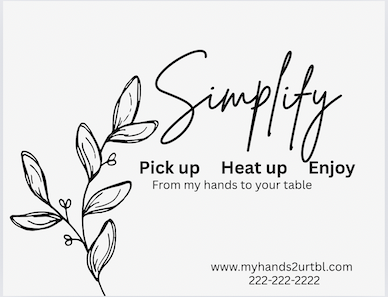 Simplify
Pick up Heat up Enjoy
From my hands to your table
www.myhands2urtbl.com
222-222-2222